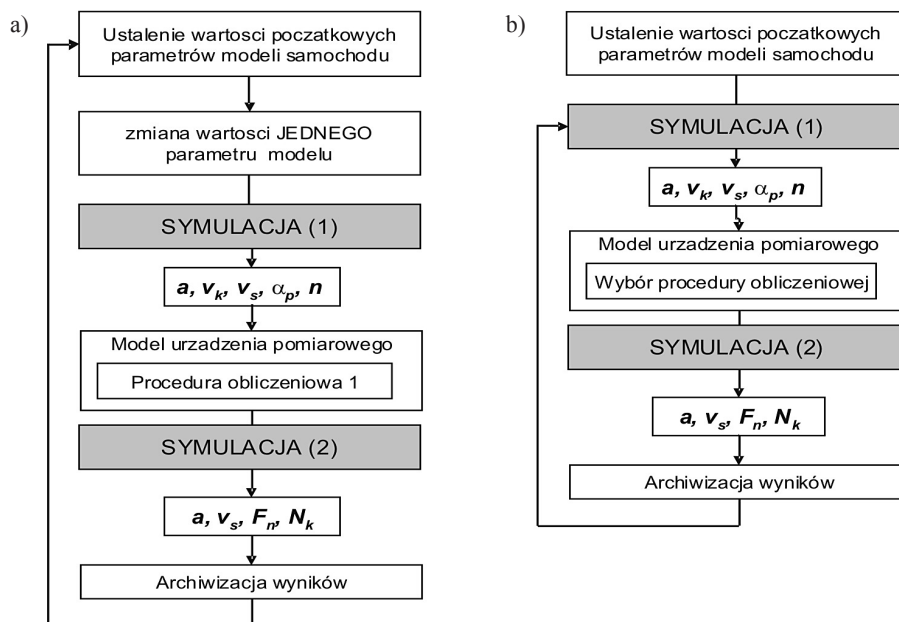 a)
Ustalenie wartosci poczatkowych
parametrów modeli samochodu
zmiana wartosci JEDNEGO
parametru modelu
SYMULACJA (1)
a, vk, vs, αp, n
Model urzadzenia pomiarowego
Procedura obliczeniowa 1
SYMULACJA (2)
a, vs, Fn, Nk
Archiwizacja wyników
b)
Ustalenie wartosci poczatkowych
parametrów modeli samochodu
SYMULACJA (1)
a, vk, vs, αp, n
Model urzadzenia pomiarowego
Wybór procedury obliczeniowej
SYMULACJA (2)
a, vs, Fn, Nk
Archiwizacja wyników